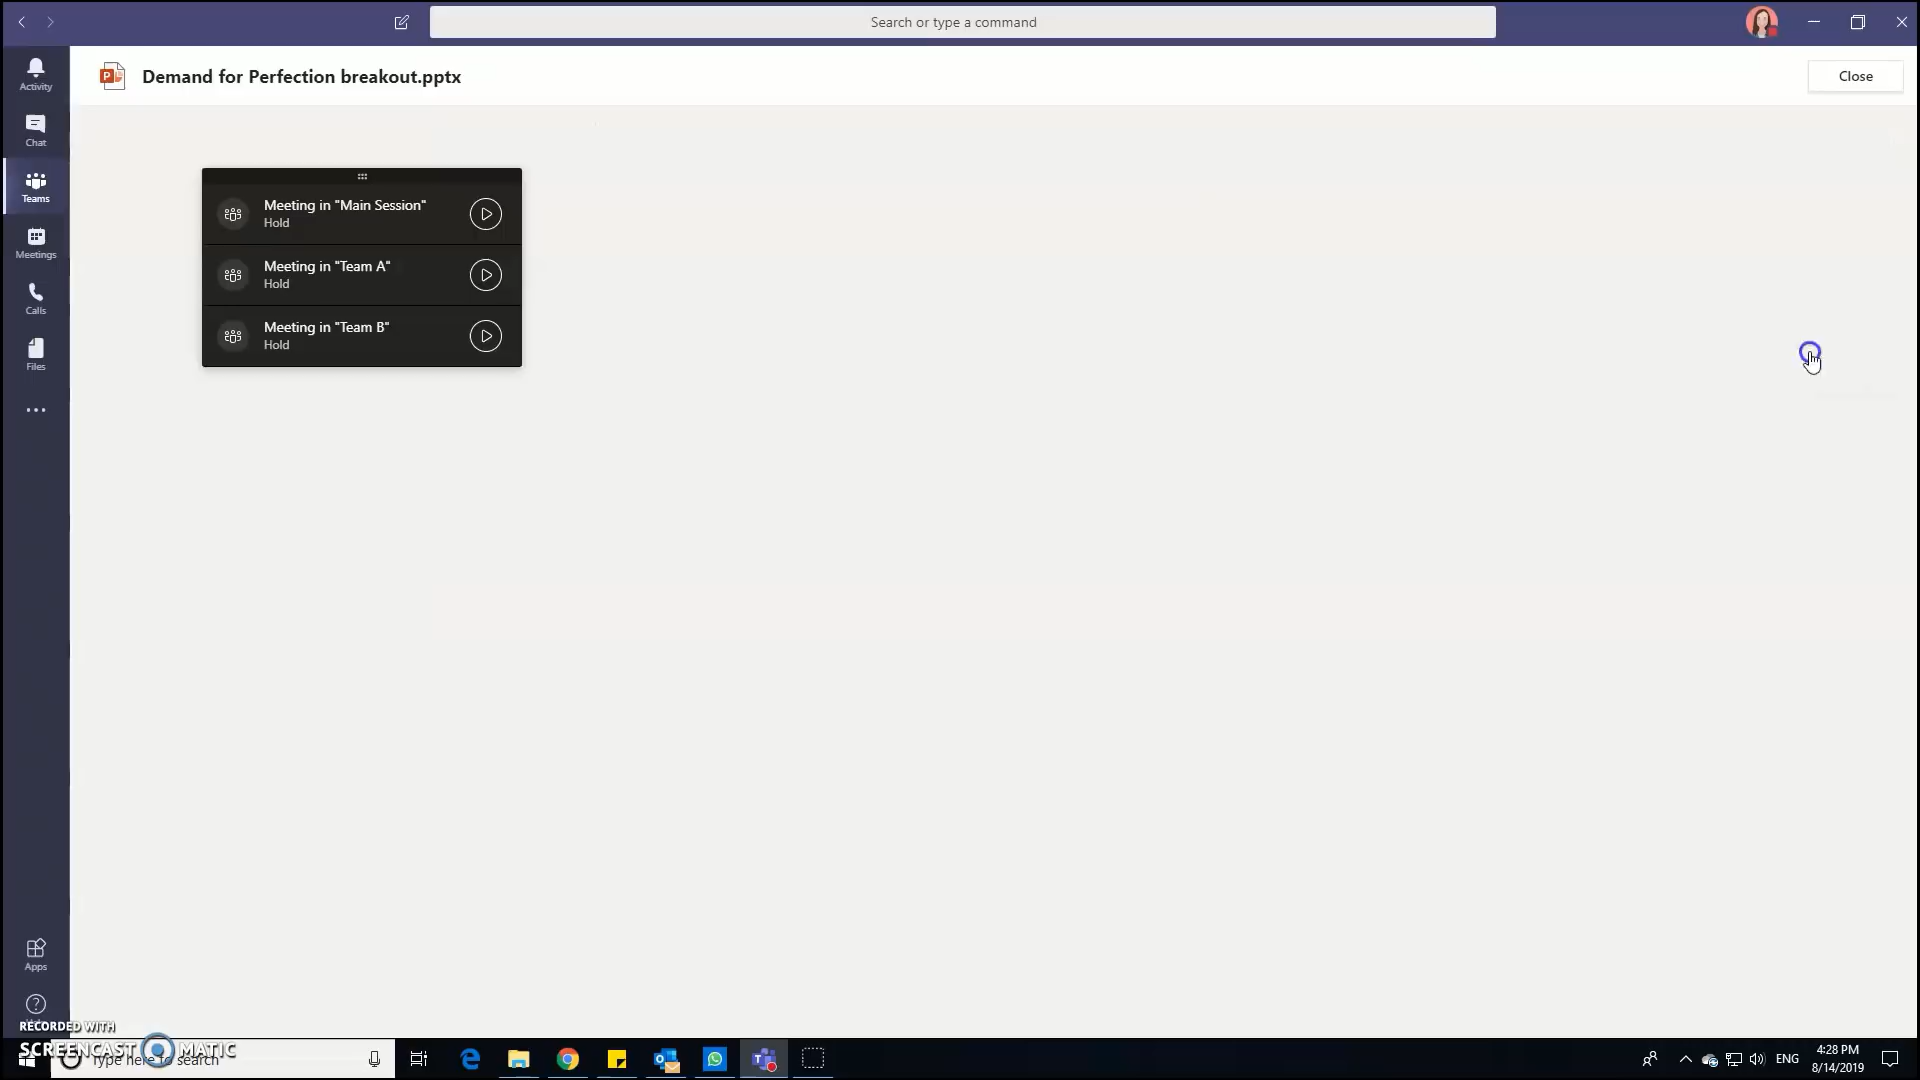 Search or type a command
Activity
Chat
Teams
Meetings
Calls
Files
Apps
Demand for Perfection breakout.pptx
Close
Meeting in "Main Session"
Hold
Meeting in "Team A"
Hold
Meeting in "Team B"
Hold
RECORDED WITH
SCREENCAST MATIC
Type here to search
ENG
4:28 PM
8/14/2019